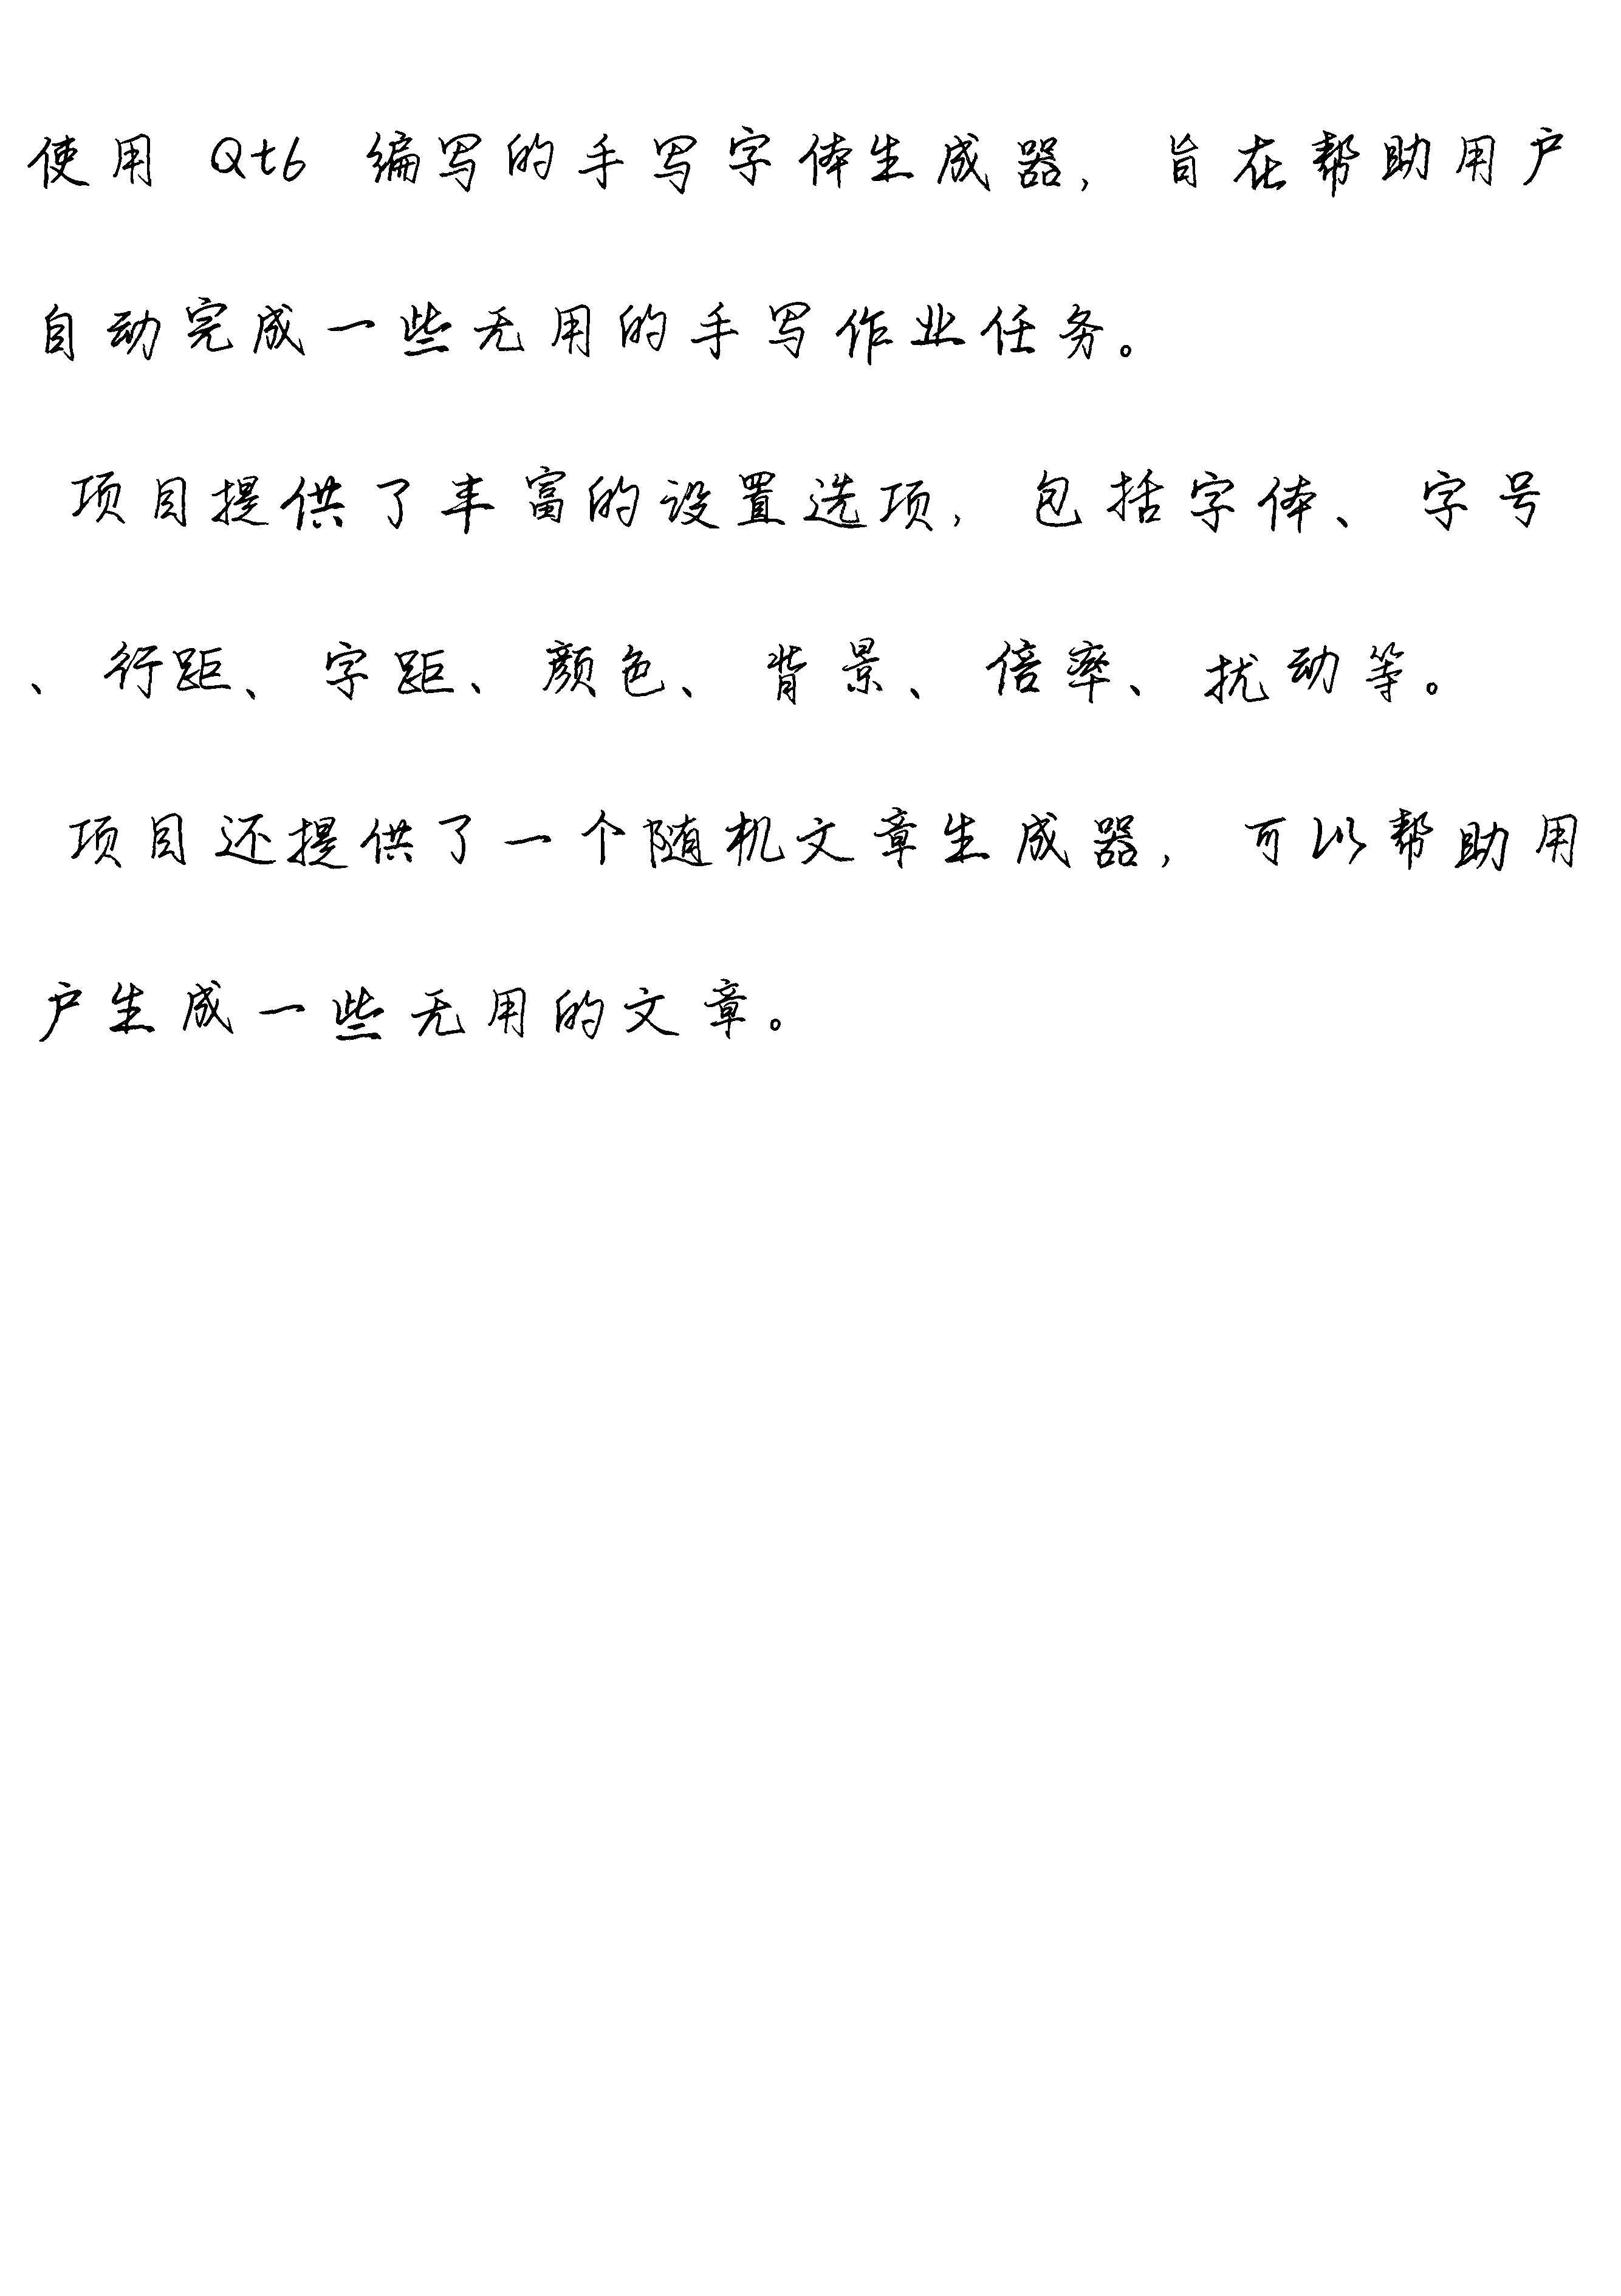 使用 Qt6 编写的手写字体生成器，旨在帮助用户
自动完成一些无用的手写作业任务。
项目提供了丰富的设置选项，包括字体、字号
、行距、字距、颜色、背景、倍率、扰动等。
项目还提供了一个随机文章生成器，可以帮助用
户生成一些无用的文章。